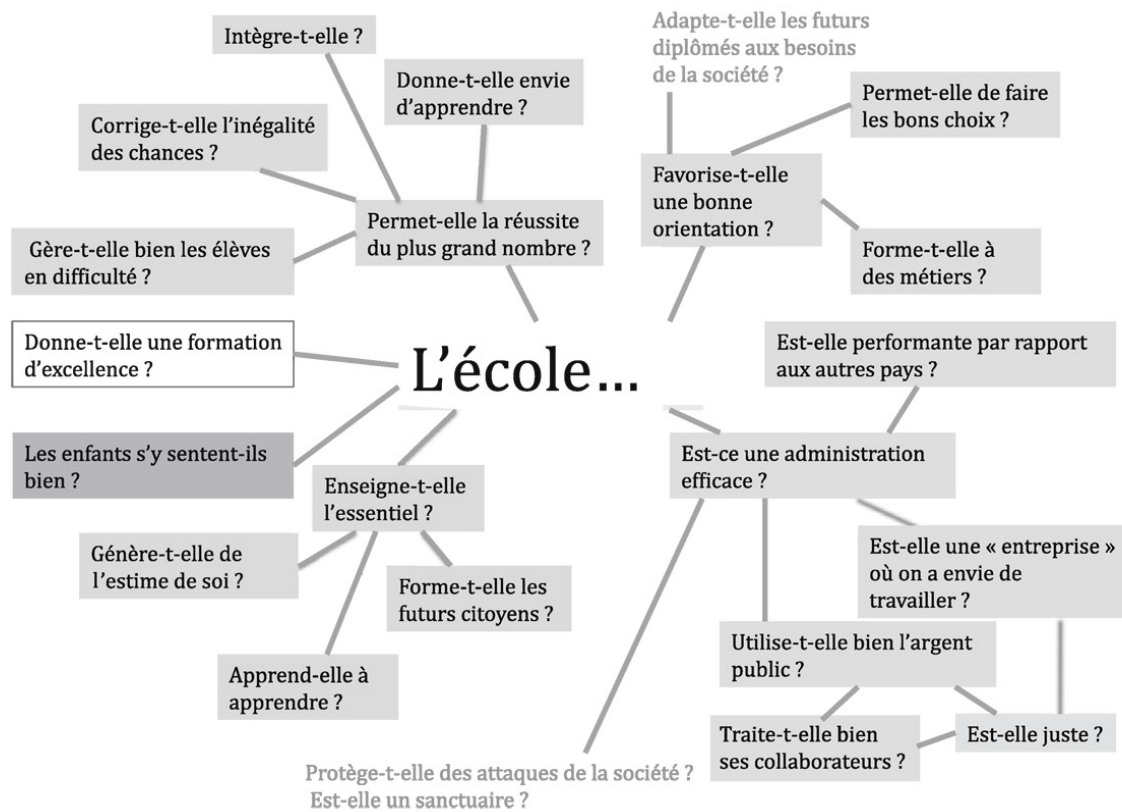 Intègre-t-elle ?
Donne-t-elle envie
d'apprendre ?
Corrige-t-elle l'inégalité
des chances ?
Permet-elle la réussite
du plus grand nombre ?
Gère-t-elle bien les élèves
en difficulté ?
Adapte-t-elle les futurs
diplômés aux besoins
de la société ?
Permet-elle de faire
les bons choix ?
Favorise-t-elle
une bonne
orientation ?
Forme-t-elle à
des métiers ?
Donne-t-elle une formation
d'excellence ?
L'école…
Est-elle performante par rapport
aux autres pays ?
Les enfants s'y sentent-ils
bien ?
Enseigne-t-elle
l'essentiel ?
Génère-t-elle de
l'estime de soi ?
Forme-t-elle les
futurs citoyens ?
Apprend-elle à
apprendre ?
Est-ce une administration
efficace ?
Est-elle une « entreprise »
où on a envie de
travailler ?
Utilise-t-elle bien l'argent
public ?
Traite-t-elle bien
ses collaborateurs ?
Est-elle juste ?
Protège-t-elle des attaques de la société ?
Est-elle un sanctuaire ?